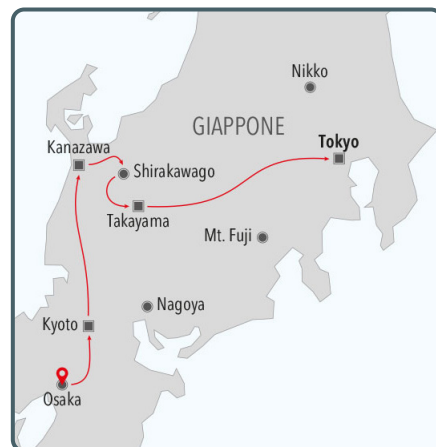 Nikko
GIAPPONE
Tokyo
Kanazawa
Shirakawago
Takayama
Mt. Fuji
Nagoya
Kyoto
Osaka